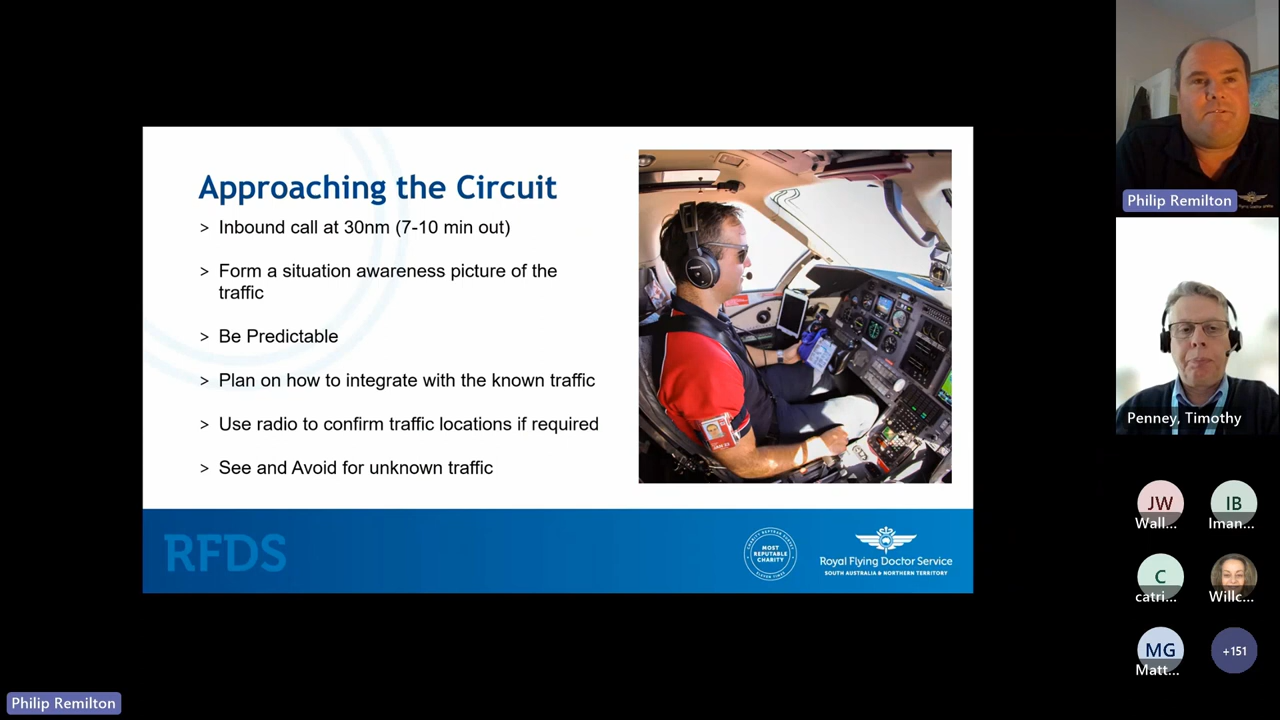 Approaching the Circuit
> Inbound call at 30nm (7-10 min out)
> Form a situation awareness picture of the
traffic
> Be Predictable
> Plan on how to integrate with the known traffic
> Use radio to confirm traffic locations if required
> See and Avoid for unknown traffic
RFDS
MOST
REPUTABLE
CHARITY
Royal Flying Doctor Service
SOUTH AUSTRALIA & NORTHERN TERRITORY
Philip Remilton
Penney, Timothy
JW
IB
Wall...
Iman...
C
catri...
Willc...
MG
Matt...
+151
Philip Remilton